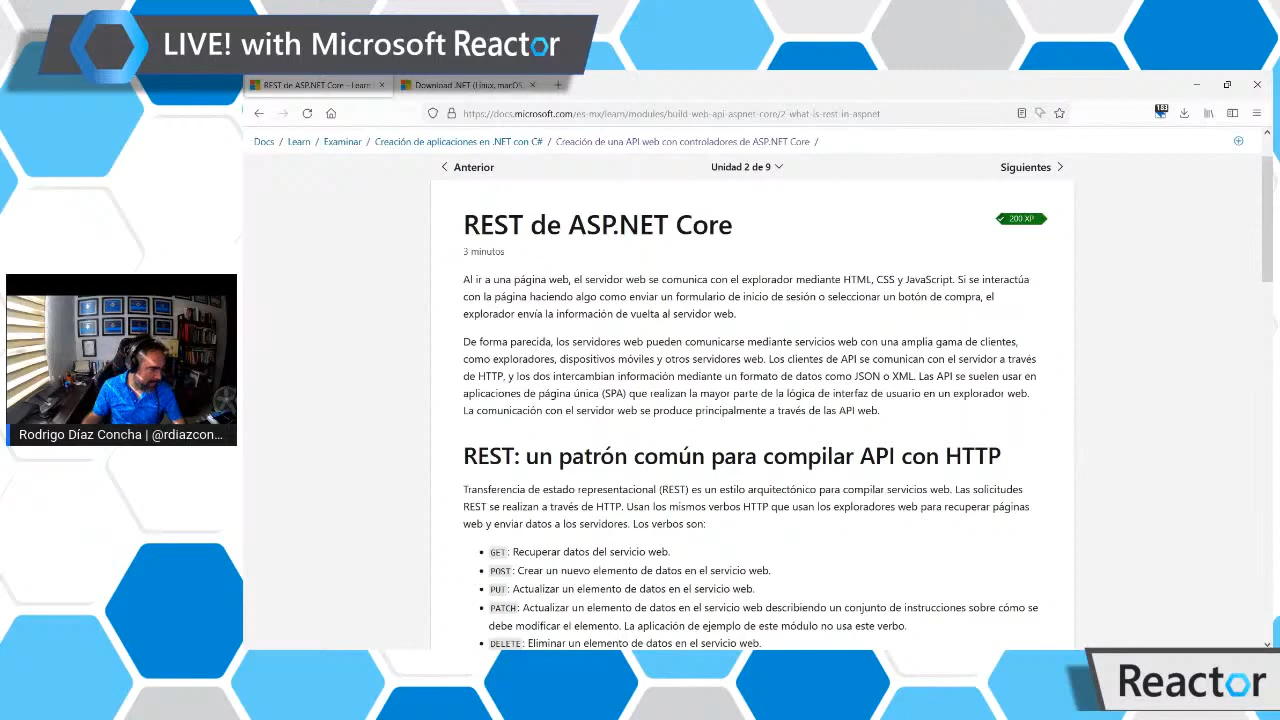 LIVE! with Microsoft Reactor
REST de ASP.NET Core - Learn
Download .NET (Linux, macOS,
https://docs.microsoft.com/es-mx/learn/modules/build-web-api-aspnet-core/2-what-is-rest-in-aspnet
183
Docs / Learn / Examinar / Creación de aplicaciones en .NET con C# / Creación de una API web con controladores de ASP.NET Core /
Anterior
Unidad 2 de 9
Siguientes
REST de ASP.NET Core
200 XP
3 minutos
Al ir a una página web, el servidor web se comunica con el explorador mediante HTML, CSS y JavaScript. Si se interactúa
con la página haciendo algo como enviar un formulario de inicio de sesión o seleccionar un botón de compra, el
explorador envía la información de vuelta al servidor web.
De forma parecida, los servidores web pueden comunicarse mediante servicios web con una amplia gama de clientes,
como exploradores, dispositivos móviles y otros servidores web. Los clientes de API se comunican con el servidor a través
de HTTP, y los dos intercambian información mediante un formato de datos como JSON o XML. Las API se suelen usar en
aplicaciones de página única (SPA) que realizan la mayor parte de la lógica de interfaz de usuario en un explorador web.
La comunicación con el servidor web se produce principalmente a través de las API web.
REST: un patrón común para compilar API con HTTP
Transferencia de estado representacional (REST) es un estilo arquitectónico para compilar servicios web. Las solicitudes
REST se realizan a través de HTTP. Usan los mismos verbos HTTP que usan los exploradores web para recuperar páginas
web y enviar datos a los servidores. Los verbos son:
• GET: Recuperar datos del servicio web.
• POST: Crear un nuevo elemento de datos en el servicio web.
• PUT: Actualizar un elemento de datos en el servicio web.
• PATCH: Actualizar un elemento de datos en el servicio web describiendo un conjunto de instrucciones sobre cómo se
debe modificar el elemento. La aplicación de ejemplo de este módulo no usa este verbo.
• DELETE: Eliminar un elemento de datos en el servicio web.
Rodrigo Díaz Concha | @rdiazcon...
Reactor